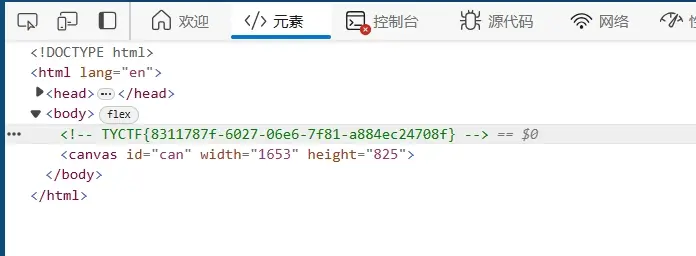 欢迎 </> 元素 控制台 源代码 网络
<!DOCTYPE html>
<html lang="en">
<head> ··· </head>
<body> flex
··· <!-- TYCTF{8311787f-6027-06e6-7f81-a884ec24708f} --> == $0
<canvas id="can" width="1653" height="825">
</body>
</html>